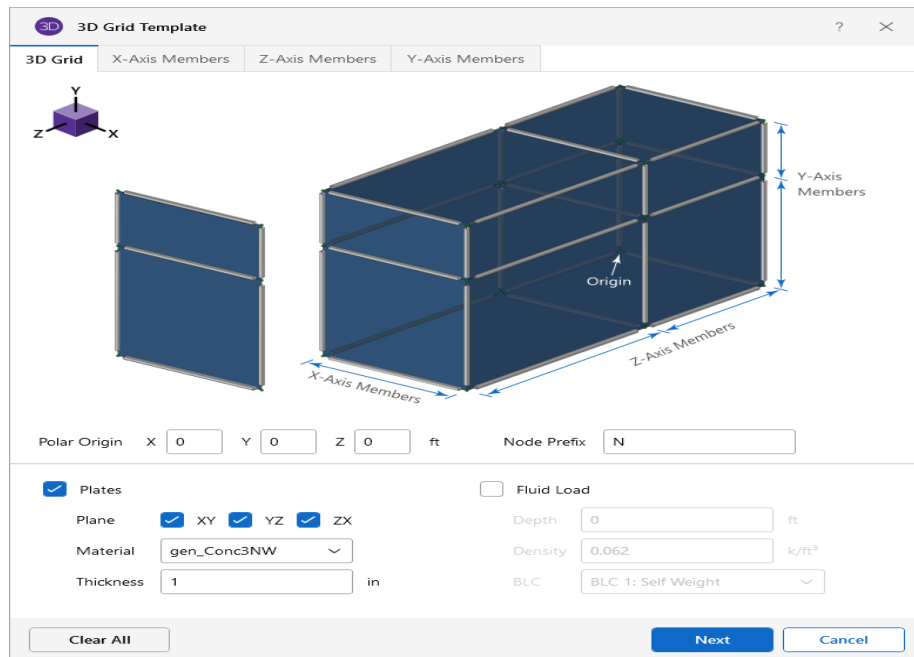 3D 3D Grid Template ?
3D Grid X-Axis Members Z-Axis Members Y-Axis Members
Y
Z X
Y-Axis
Members
Origin
Z-Axis Members
X-Axis Members
Polar Origin X 0 Y 0 Z 0 ft Node Prefix N
Plates Fluid Load
Plane XY YZ ZX Depth 0 ft
Material gen_Conc3NW Density 0.062 k/ft³
Thickness 1 in BLC BLC 1: Self Weight
Clear All Next Cancel